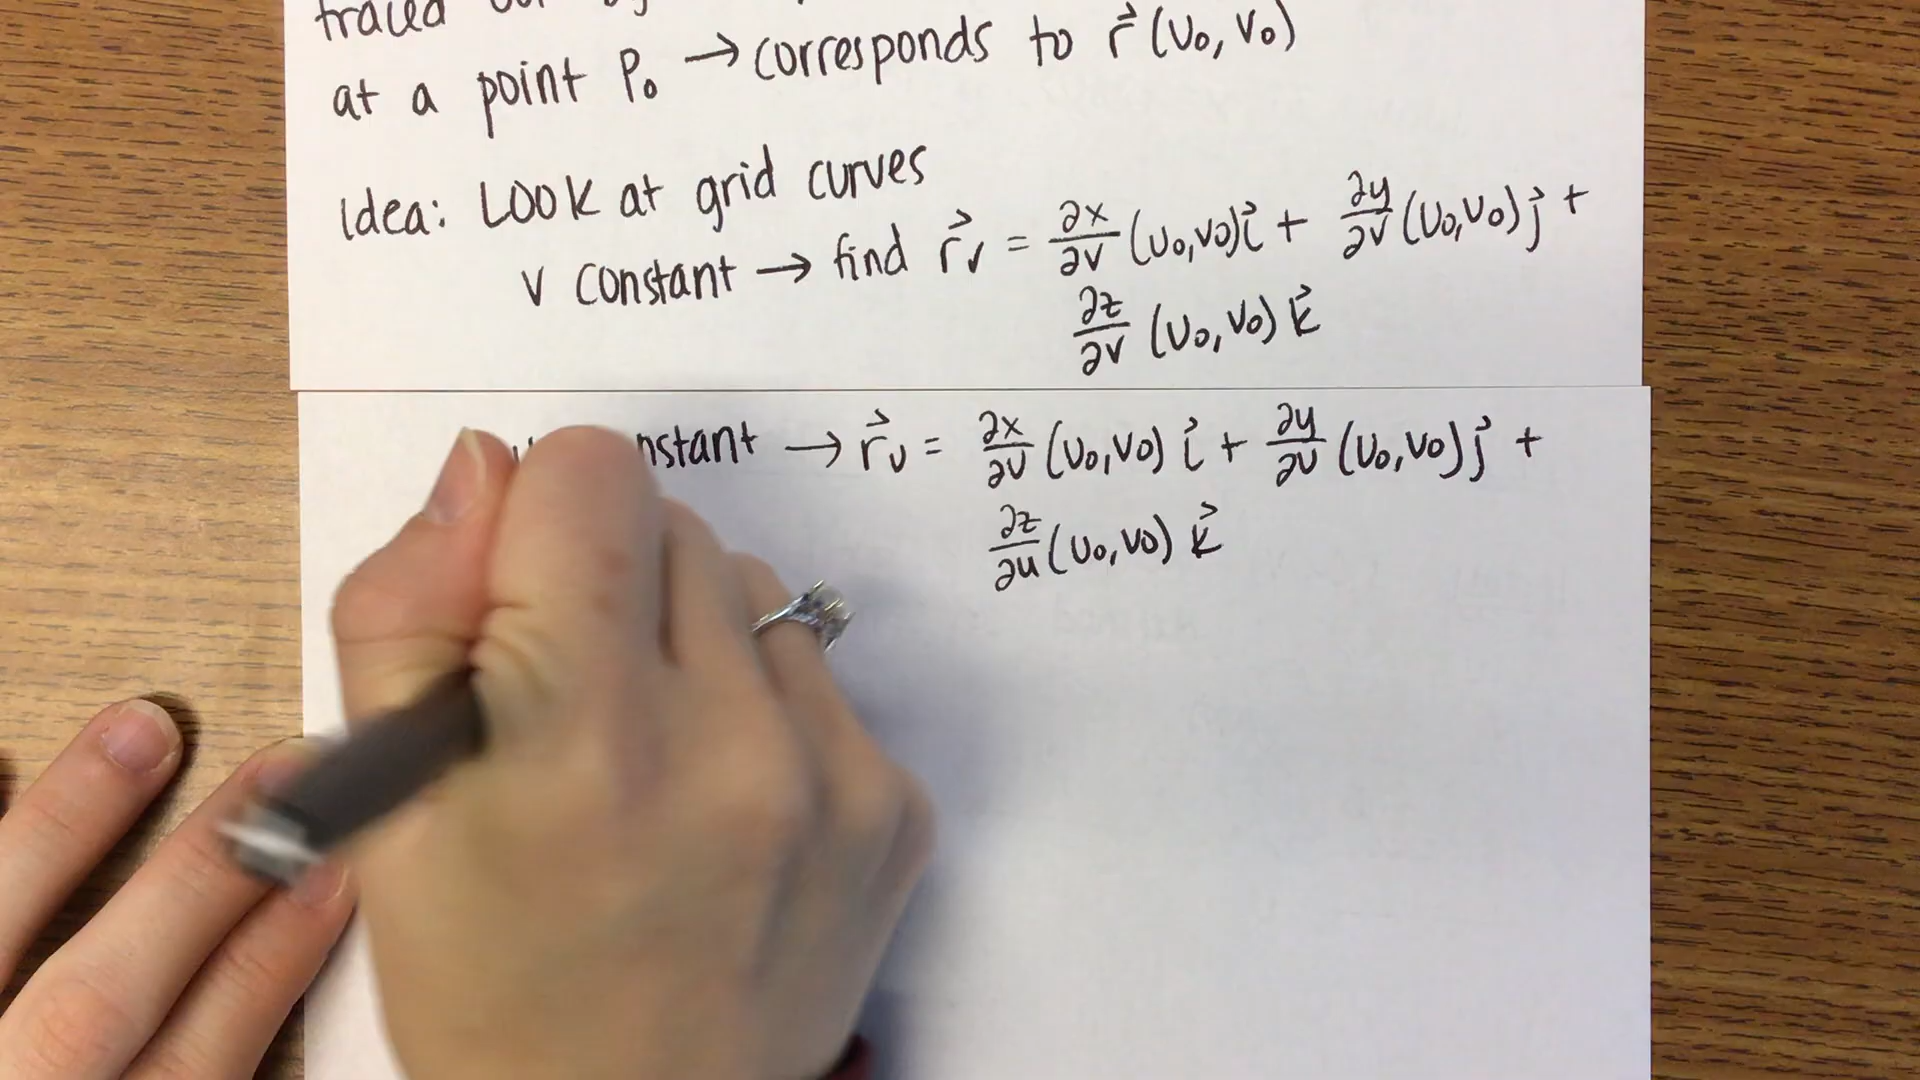 traced
at a point P₀ → corresponds to r⃗(u₀, v₀)
Idea: Look at grid curves
v constant → find r⃗ᵥ = ∂x/∂v (u₀,v₀)i⃗ + ∂y/∂v (u₀,v₀)j⃗ +
∂z/∂v (u₀, v₀) k⃗
→ r⃗ᵤ = ∂x/∂u (u₀,v₀) i⃗ + ∂y/∂u (u₀,v₀)j⃗ +
∂z/∂u (u₀, v₀) k⃗